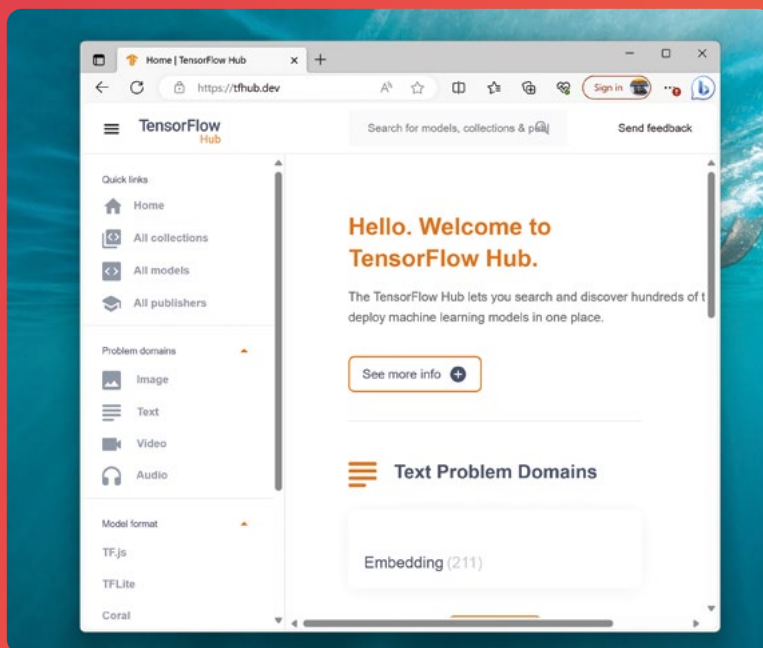 Home | TensorFlow Hub
https://tfhub.dev
Sign in
TensorFlow
Hub
Search for models, collections &
Send feedback
Quick links
Home
All collections
All models
All publishers
Problem domains
Image
Text
Video
Audio
Model format
TF.js
TFLite
Coral
Hello. Welcome to
TensorFlow Hub.
The TensorFlow Hub lets you search and discover hundreds of t
deploy machine learning models in one place.
See more info
Text Problem Domains
Embedding (211)